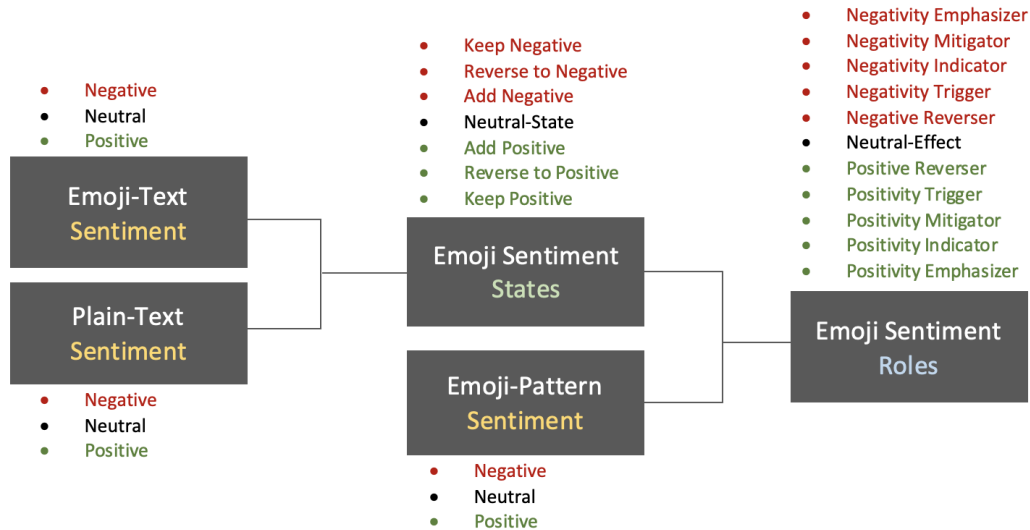 Negative
Neutral
Positive
Emoji-Text
Sentiment
Plain-Text
Sentiment
Negative
Neutral
Positive
Keep Negative
Reverse to Negative
Add Negative
Neutral-State
Add Positive
Reverse to Positive
Keep Positive
Emoji Sentiment
States
Emoji-Pattern
Sentiment
Negative
Neutral
Positive
Negativity Emphasizer
Negativity Mitigator
Negativity Indicator
Negativity Trigger
Negative Reverser
Neutral-Effect
Positive Reverser
Positivity Trigger
Positivity Mitigator
Positivity Indicator
Positivity Emphasizer
Emoji Sentiment
Roles